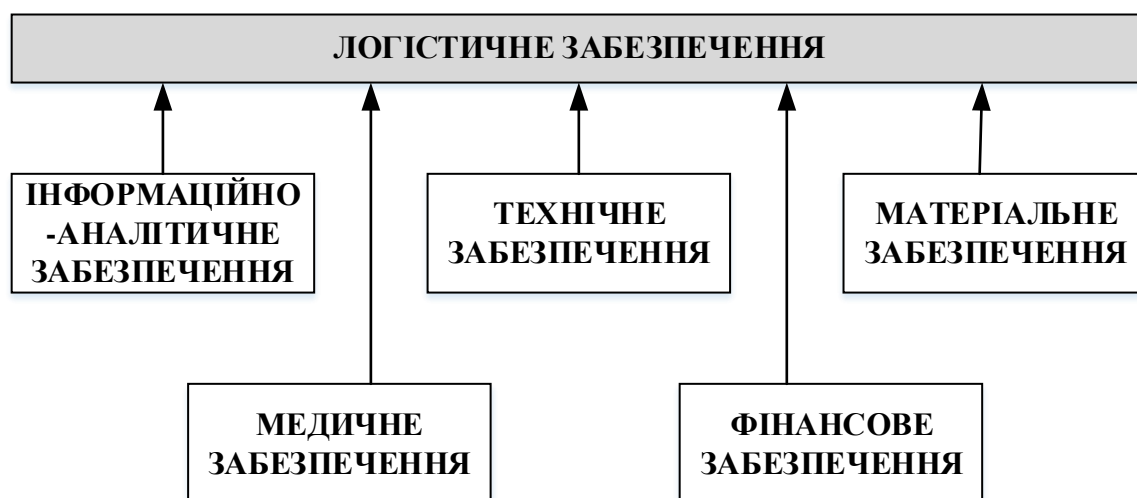 ЛОГІСТИЧНЕ ЗАБЕЗПЕЧЕННЯ
ІНФОРМАЦІЙНО
-АНАЛІТИЧНЕ
ЗАБЕЗПЕЧЕННЯ
ТЕХНІЧНЕ
ЗАБЕЗПЕЧЕННЯ
МАТЕРІАЛЬНЕ
ЗАБЕЗПЕЧЕННЯ
МЕДИЧНЕ
ЗАБЕЗПЕЧЕННЯ
ФІНАНСОВЕ
ЗАБЕЗПЕЧЕННЯ